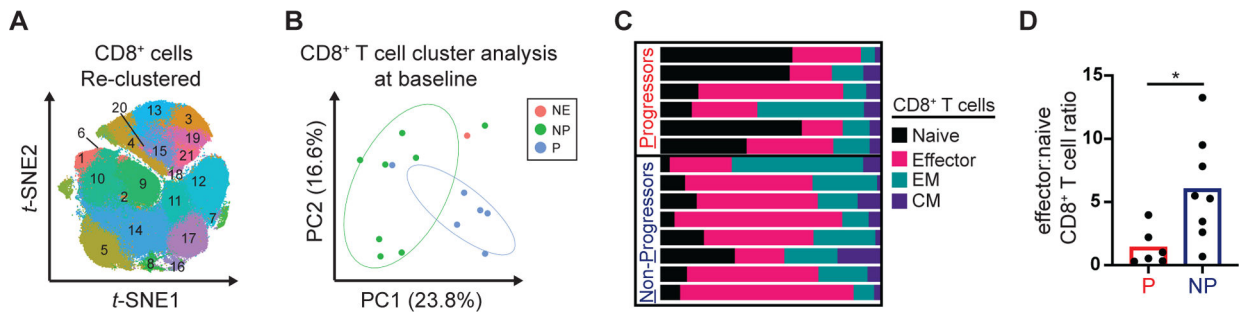 A
CD8+ cells
Re-clustered
20
13
3
6
4
19
1
15
21
18
10
9
12
2
11
7
14
5
17
8
16
t-SNE2
t-SNE1
B
CD8+ T cell cluster analysis
at baseline
NE
NP
P
PC2 (16.6%)
PC1 (23.8%)
C
Progressors
Non-Progressors
CD8+ T cells
Naive
Effector
EM
CM
D
effector:naive
CD8+ T cell ratio
15
10
5
0
*
P
NP